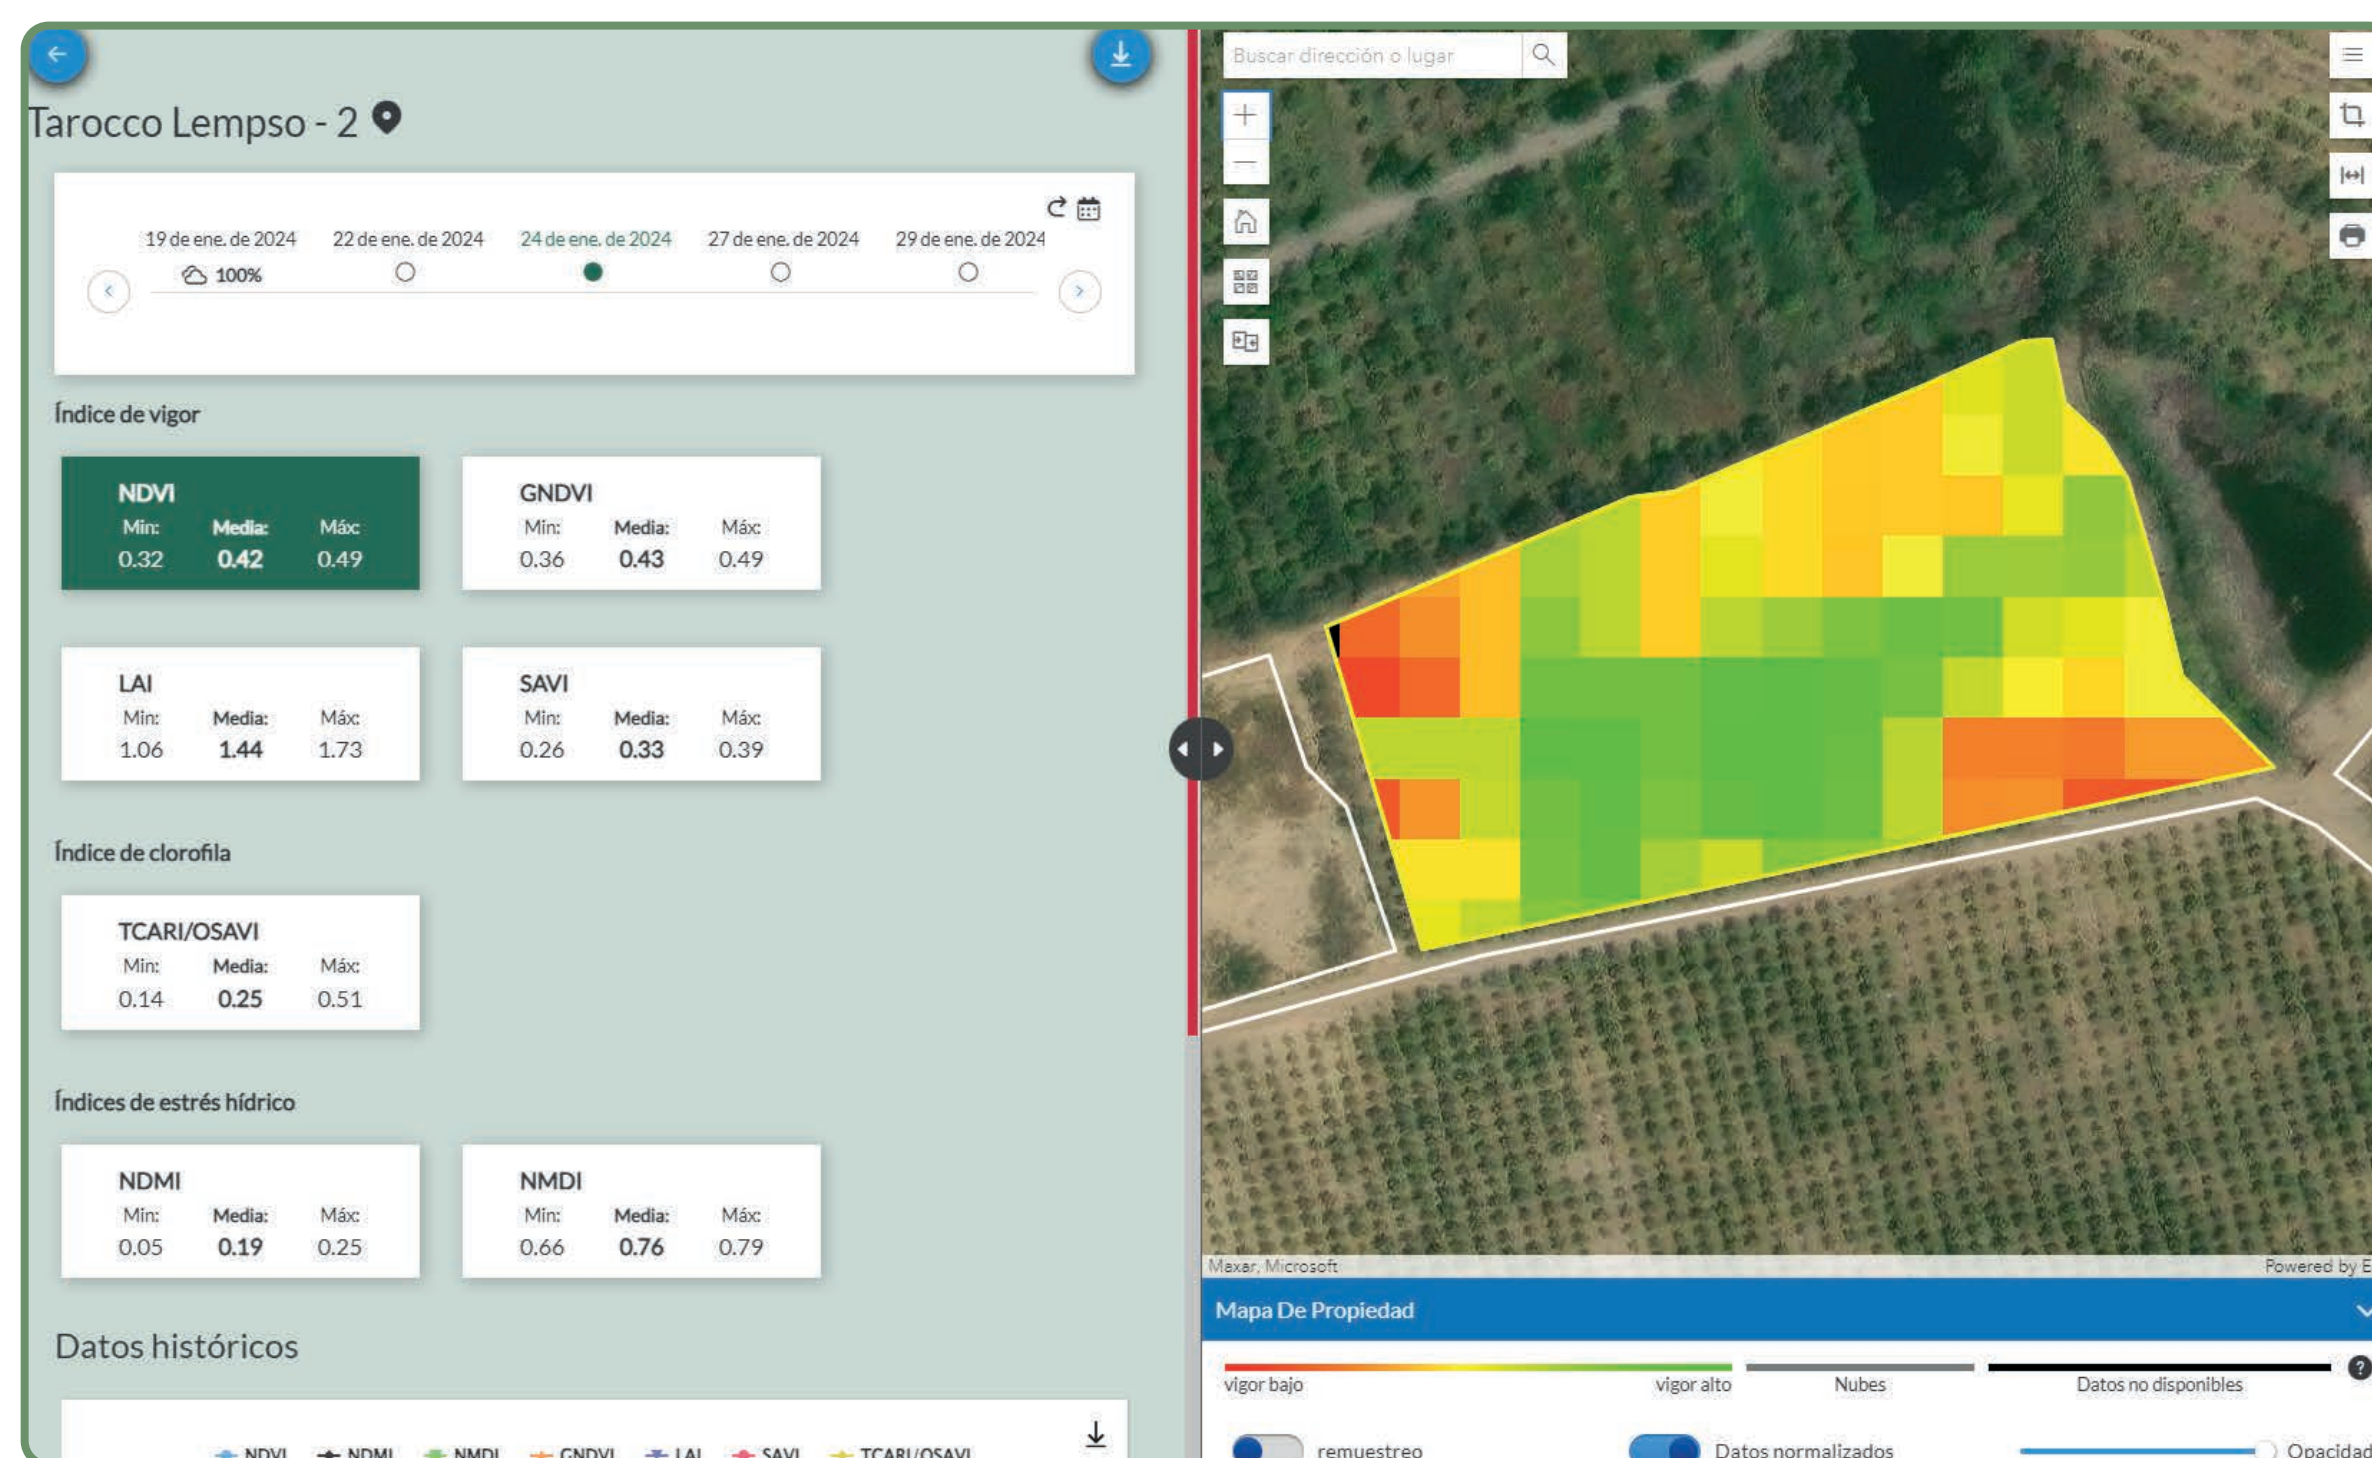 Tarocco Lempso - 2
19 de ene. de 2024 22 de ene. de 2024 24 de ene. de 2024 27 de ene. de 2024 29 de ene. de 2024
100%
Índice de vigor
NDVI
Min: Media: Máx:
0.32 0.42 0.49
GNDVI
Min: Media: Máx:
0.36 0.43 0.49
LAI
Min: Media: Máx:
1.06 1.44 1.73
SAVI
Min: Media: Máx:
0.26 0.33 0.39
Índice de clorofila
TCARI/OSAVI
Min: Media: Máx:
0.14 0.25 0.51
Índices de estrés hídrico
NDMI
Min: Media: Máx:
0.05 0.19 0.25
NMDI
Min: Media: Máx:
0.66 0.76 0.79
Datos históricos
NDVI NDMI NMDI GNDVI LAI SAVI TCARI/OSAVI
Buscar dirección o lugar
Maxar, Microsoft
Powered by E
Mapa De Propiedad
vigor bajo vigor alto Nubes Datos no disponibles
?
remuestreo Datos normalizados Opacidad